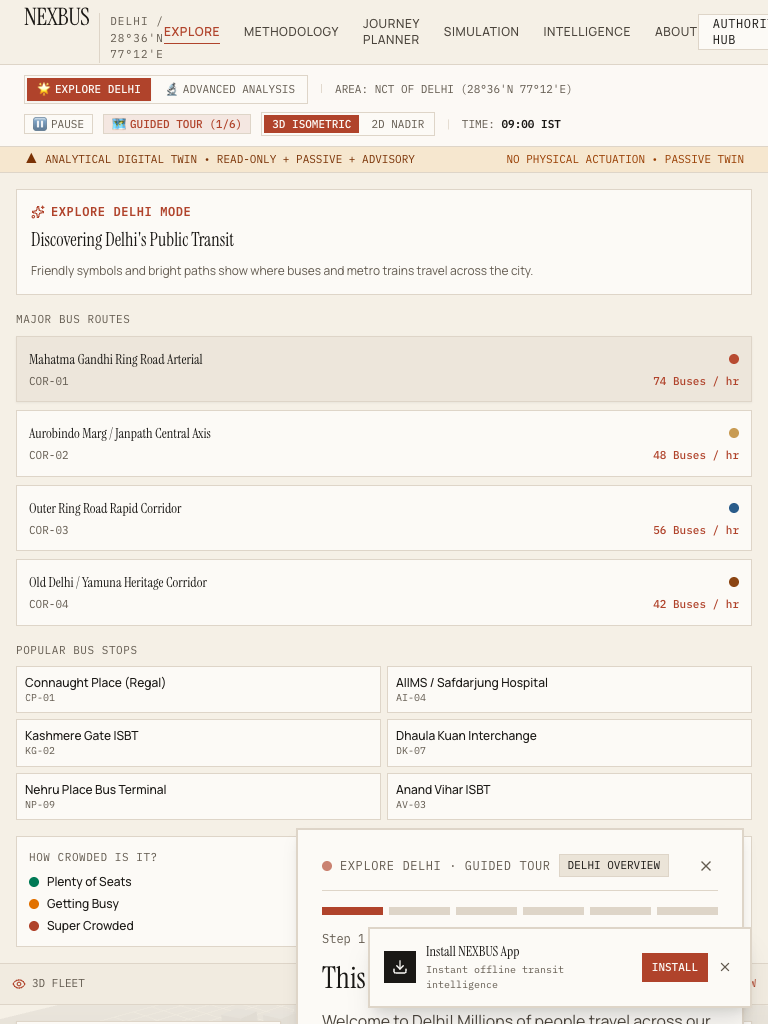 NEXBUS
DELHI /
28°36'N
77°12'E
EXPLORE
METHODOLOGY
JOURNEY
PLANNER
SIMULATION
INTELLIGENCE
ABOUT
HUB
🌟 EXPLORE DELHI
🔬 ADVANCED ANALYSIS
AREA: NCT OF DELHI (28°36'N 77°12'E)
⏸️ PAUSE
🗺️ GUIDED TOUR (1/6)
3D ISOMETRIC
2D NADIR
TIME: 09:00 IST
▲ ANALYTICAL DIGITAL TWIN • READ-ONLY + PASSIVE + ADVISORY
NO PHYSICAL ACTUATION • PASSIVE TWIN
EXPLORE DELHI MODE
Discovering Delhi's Public Transit
Friendly symbols and bright paths show where buses and metro trains travel across the city.
MAJOR BUS ROUTES
Mahatma Gandhi Ring Road Arterial
COR-01
74 Buses / hr
Aurobindo Marg / Janpath Central Axis
COR-02
48 Buses / hr
Outer Ring Road Rapid Corridor
COR-03
56 Buses / hr
Old Delhi / Yamuna Heritage Corridor
COR-04
42 Buses / hr
POPULAR BUS STOPS
Connaught Place (Regal)
CP-01
AIIMS / Safdarjung Hospital
AI-04
Kashmere Gate ISBT
KG-02
Dhaula Kuan Interchange
DK-07
Nehru Place Bus Terminal
NP-09
Anand Vihar ISBT
AV-03
HOW CROWDED IS IT?
Plenty of Seats
Getting Busy
Super Crowded
EXPLORE DELHI · GUIDED TOUR
DELHI OVERVIEW
Step 1
This
Install NEXBUS App
Instant offline transit
intelligence
INSTALL
3D FLEET
Welcome to Delhi! Millions of people travel across our